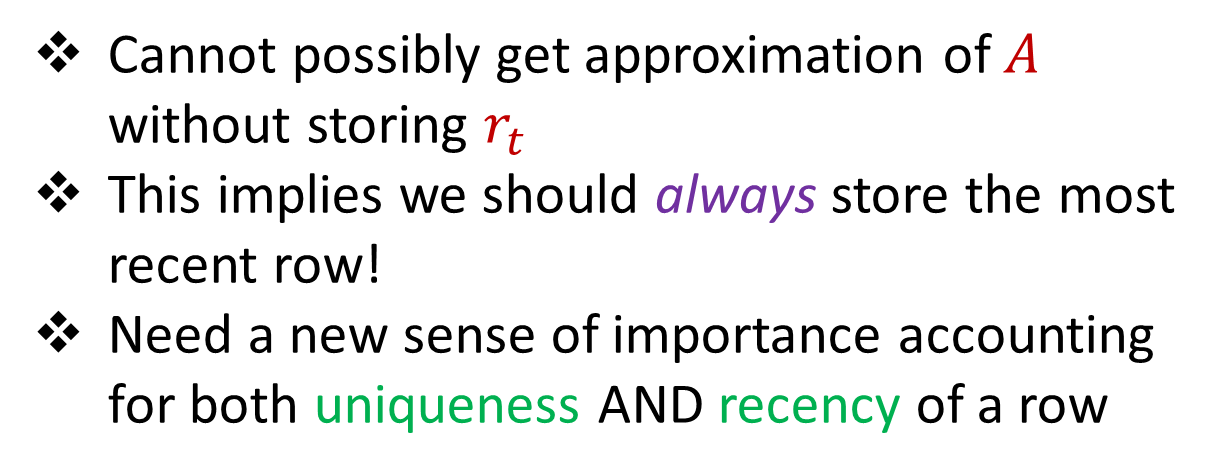 ❖ Cannot possibly get approximation of A
without storing r_t
❖ This implies we should always store the most
recent row!
❖ Need a new sense of importance accounting
for both uniqueness AND recency of a row